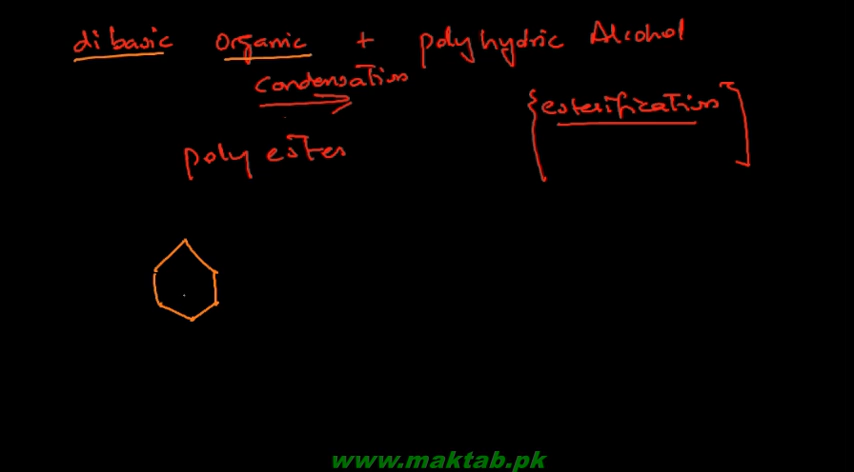 dibasic organic + polyhydric Alcohol
Condensation
{esterification]
polyester
www.maktab.pk